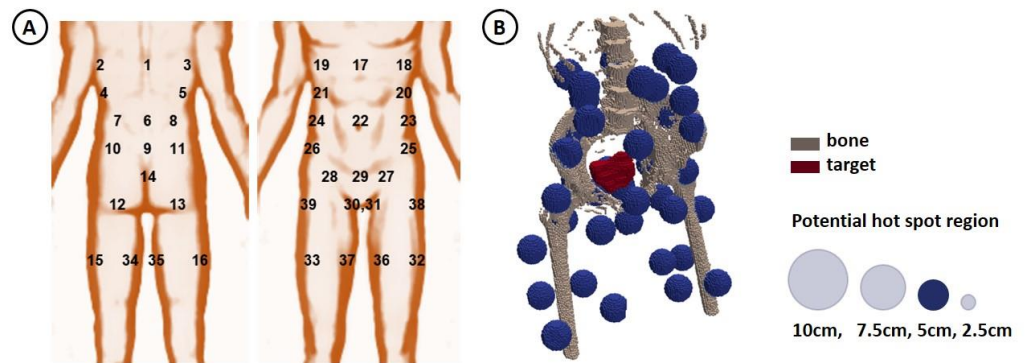 A
2 1 3
4 5
7 6 8
10 9 11
14
12 13
15 34 35 16
19 17 18
21 20
24 22 23
26 25
28 29 27
39 30,31 38
33 37 36 32
B
bone
target
Potential hot spot region
10cm, 7.5cm, 5cm, 2.5cm